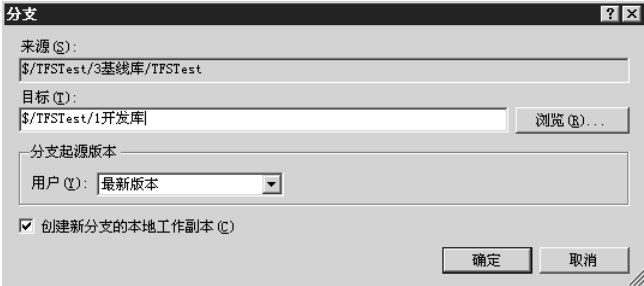 分支
来源(S):
$/TFSTest/3基线库/TFSTest
目标(T):
$/TFSTest/1开发库
浏览(R)...
分支起源版本
用户(Y): 最新版本
创建新分支的本地工作副本(C)
确定 取消